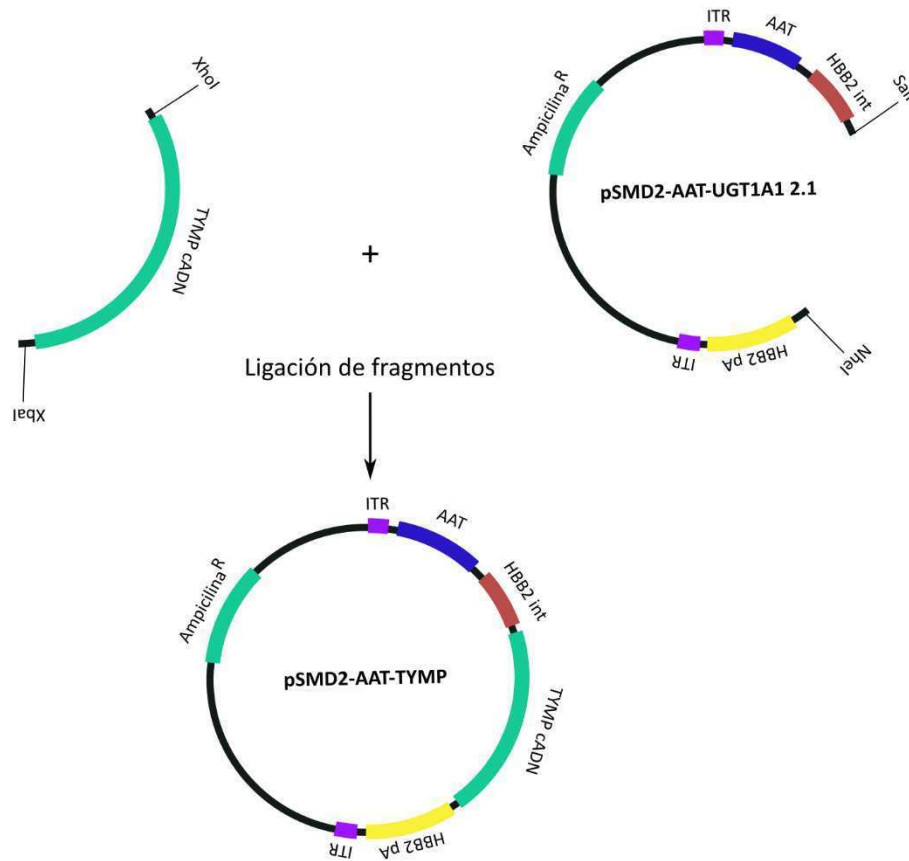 XhoI
TYMP cADN
XbaI
+
ITR
AAT
HBB2 int
SalI
Ampicilina R
pSMD2-AAT-UGT1A1 2.1
NheI
HBB2 pA
ITR
Ligación de fragmentos
ITR
AAT
HBB2 int
Ampicilina R
pSMD2-AAT-TYMP
TYMP cADN
HBB2 pA
ITR